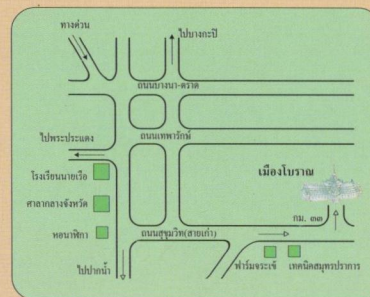 ทางด่วน
ไปบางกะปิ
ถนนบางนา-ตราด
ไปพระประแดง
ถนนเทพารักษ์
โรงเรียนนายเรือ
เมืองโบราณ
ศาลากลางจังหวัด
กม. ๓๓
หอนาฬิกา
ถนนสุขุมวิท(สายเก่า)
ไปปากน้ำ
ฟาร์มจระเข้
เทคนิคสมุทรปราการ